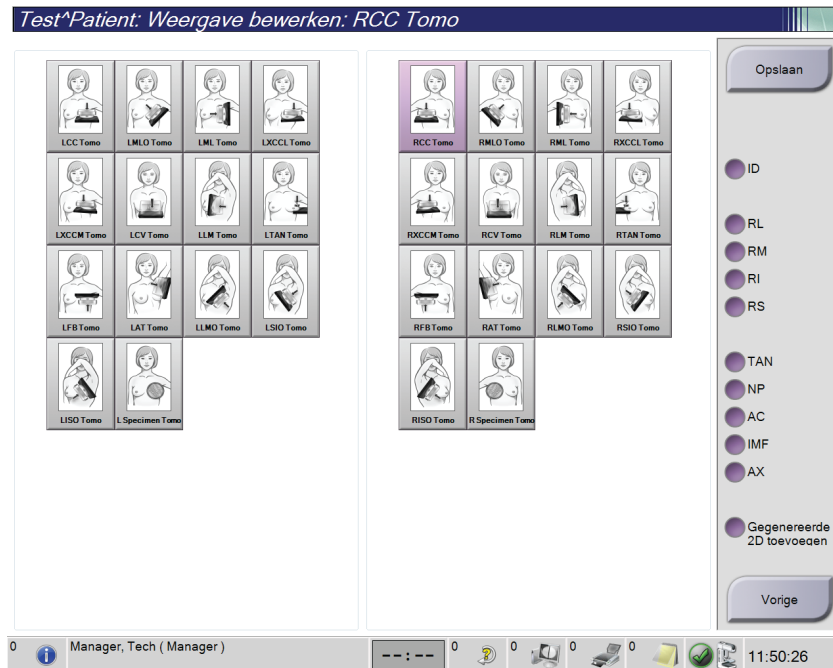 Test^Patient: Weergave bewerken: RCC Tomo
LCC Tomo
LMLO Tomo
LML Tomo
LXCCL Tomo
LXCCM Tomo
LCV Tomo
LLM Tomo
LTAN Tomo
LFB Tomo
LAT Tomo
LLMO Tomo
LSIO Tomo
LISO Tomo
L Specimen Tomo
RCC Tomo
RMLO Tomo
RML Tomo
RXCCL Tomo
RXCCM Tomo
RCV Tomo
RLM Tomo
RTAN Tomo
RFB Tomo
RAT Tomo
RLMO Tomo
RSIO Tomo
RISO Tomo
R Specimen Tomo
Opslaan
ID
RL
RM
RI
RS
TAN
NP
AC
IMF
AX
Gegenereerde
2D toevoegen
Vorige
0 Manager, Tech ( Manager ) --:-- 0 0 0 0 11:50:26